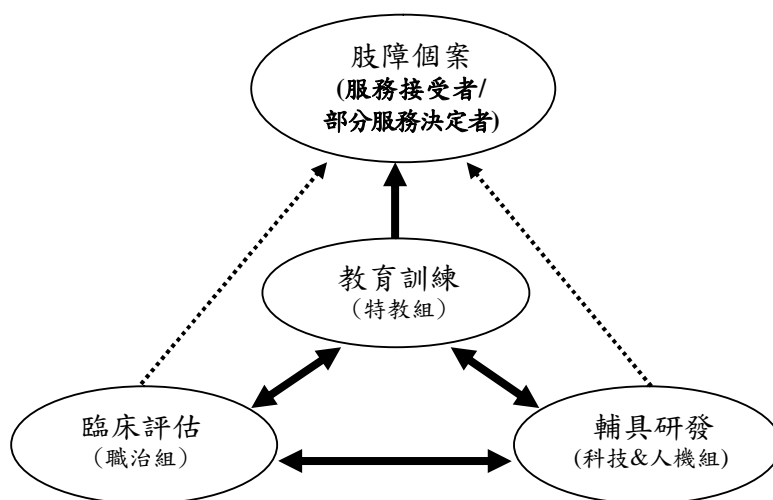 肢障個案
(服務接受者/
部分服務決定者)
教育訓練
（特教組）
臨床評估
（職治組）
輔具研發
(科技&人機組)